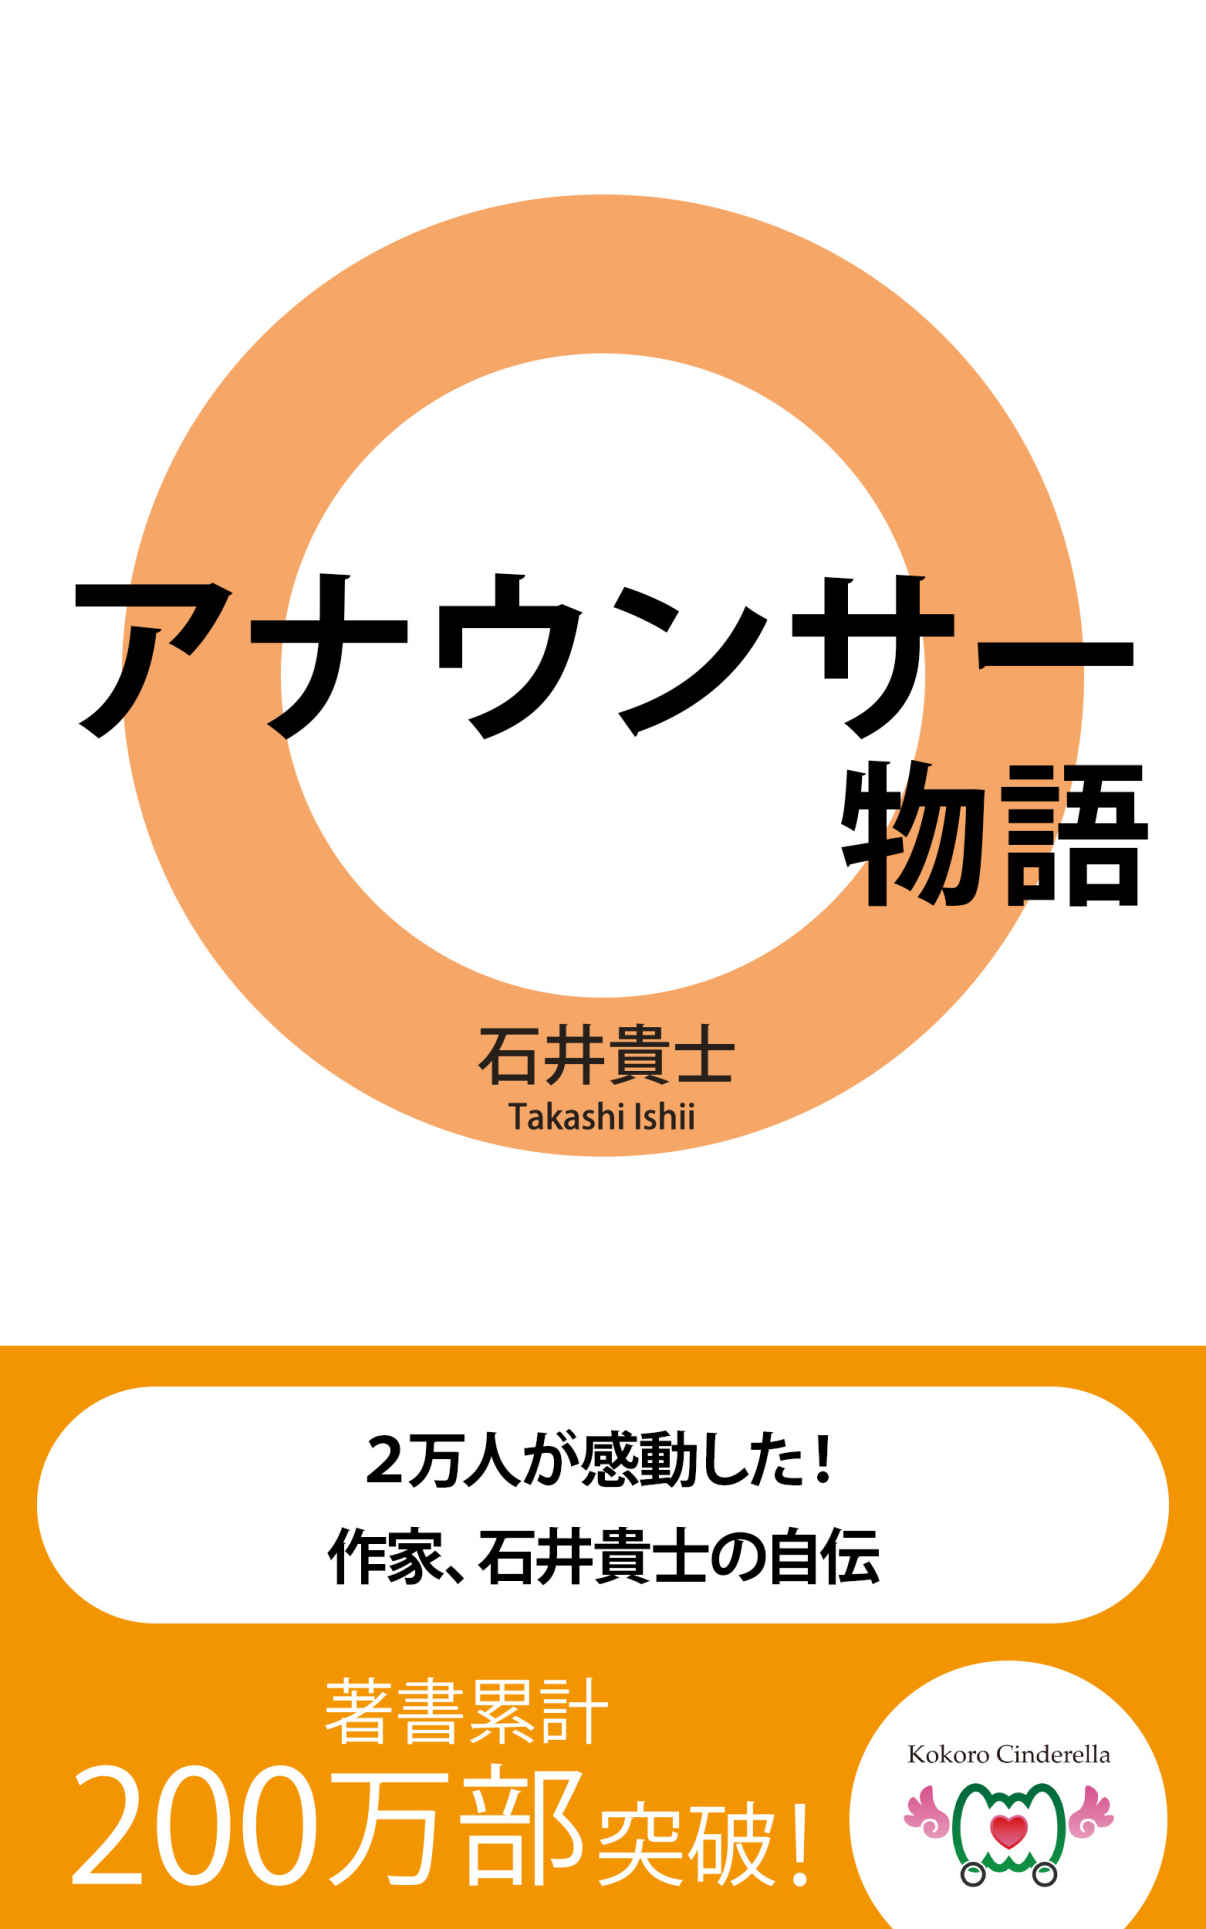 アナウンサー
物語
石井貴士
Takashi Ishii
2万人が感動した！
作家、石井貴士の自伝
著書累計
200万部突破！
Kokoro Cinderella